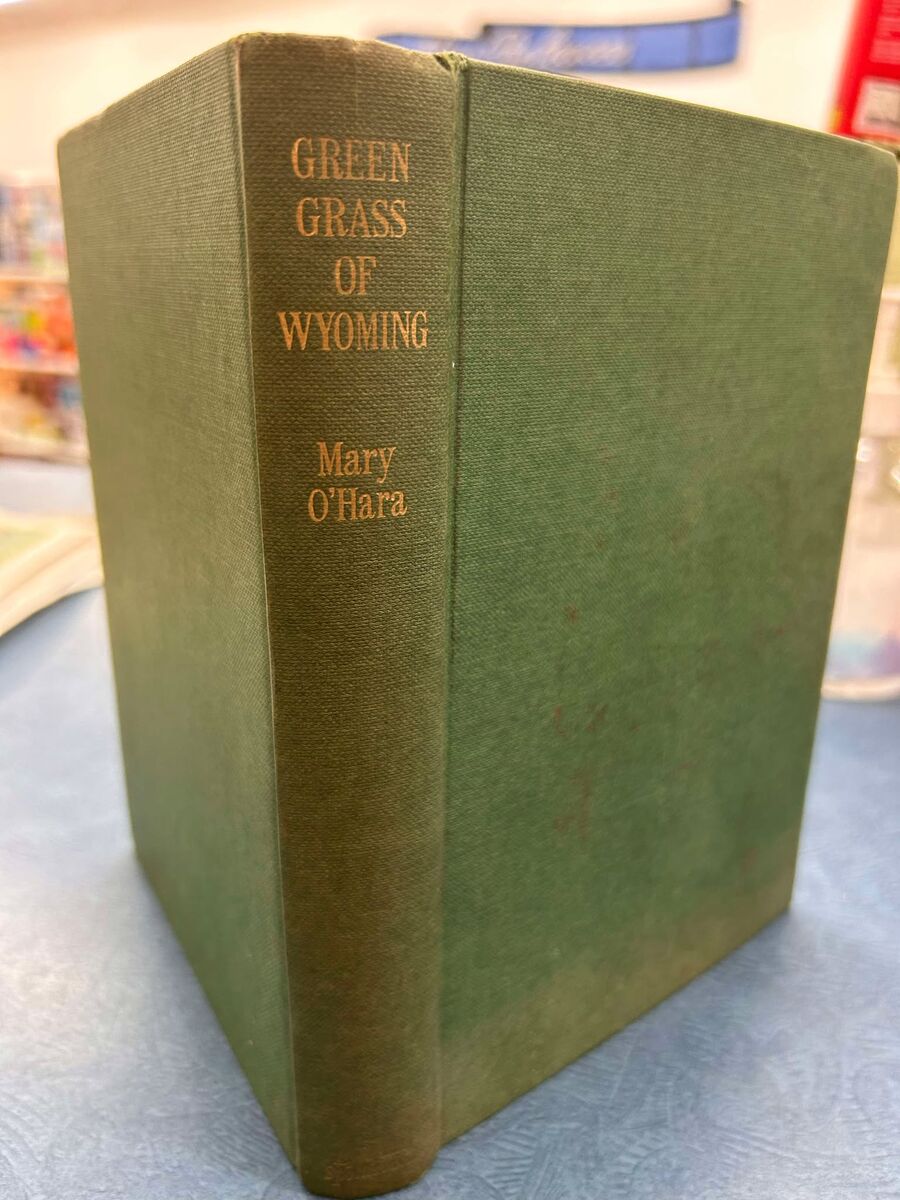 GREEN
GRASS
OF
WYOMING
Mary
O'Hara